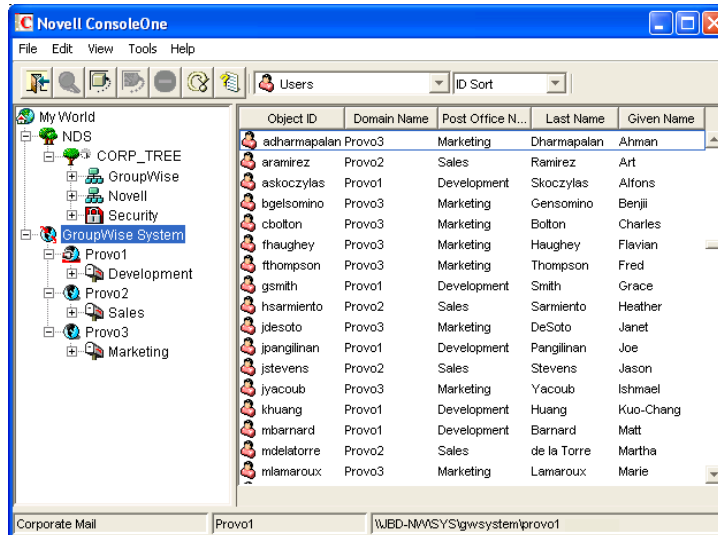 Novell ConsoleOne
File Edit View Tools Help
Users ID Sort
My World
NDS
CORP_TREE
GroupWise
Novell
Security
GroupWise System
Provo1
Development
Provo2
Sales
Provo3
Marketing
Object ID Domain Name Post Office N... Last Name Given Name
adharmapalan Provo3 Marketing Dharmapalan Ahman
aramirez Provo2 Sales Ramirez Art
askoczylas Provo1 Development Skoczylas Alfons
bgelsomino Provo3 Marketing Gensomino Benjii
cbolton Provo3 Marketing Bolton Charles
fhaughey Provo3 Marketing Haughey Flavian
fthompson Provo3 Marketing Thompson Fred
gsmith Provo1 Development Smith Grace
hsarmiento Provo2 Sales Sarmiento Heather
jdesoto Provo3 Marketing DeSoto Janet
jpangilinan Provo1 Development Pangilinan Joe
jstevens Provo2 Sales Stevens Jason
jyacoub Provo3 Marketing Yacoub Ishmael
khuang Provo1 Development Huang Kuo-Chang
mbarnard Provo1 Development Barnard Matt
mdelatorre Provo2 Sales de la Torre Martha
mlamaroux Provo3 Marketing Lamaroux Marie
Corporate Mail Provo1 \\JBD-NW\SYS\gwsystem\provo1